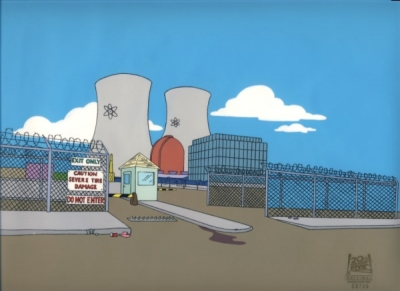 EXIT ONLY
CAUTION
SEVERE TIRE
DAMAGE
DO NOT ENTER